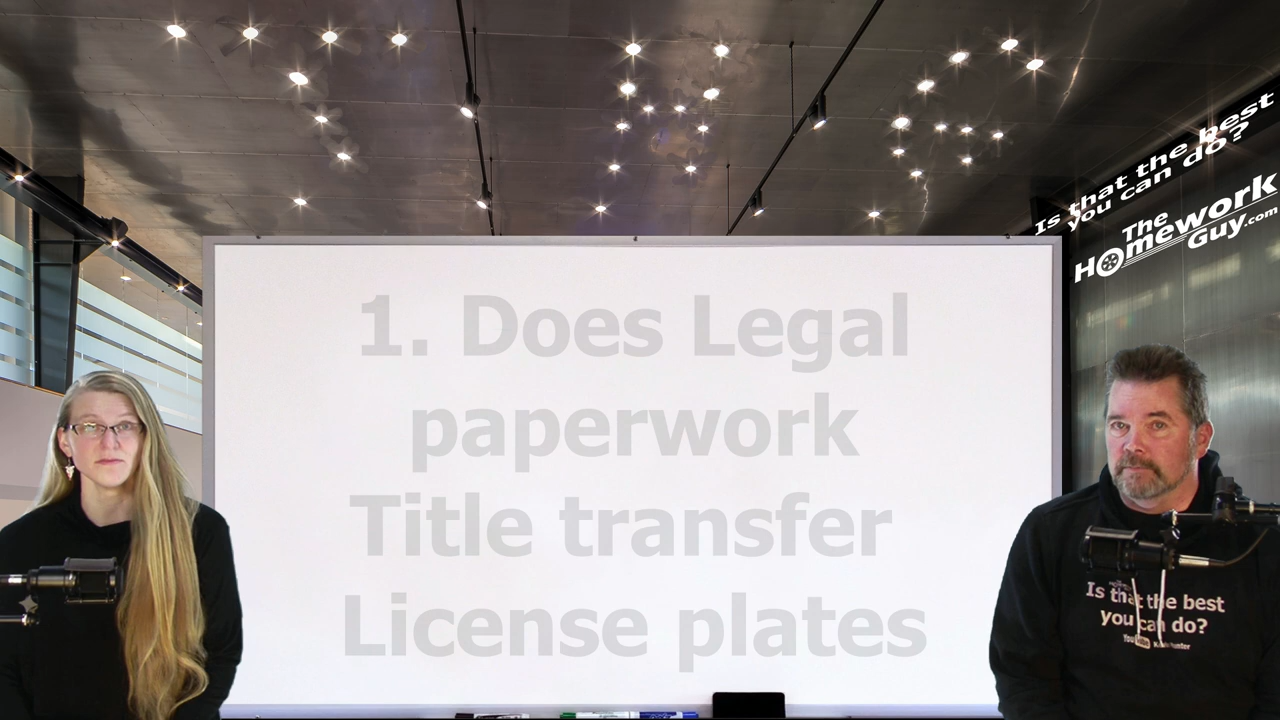 1. Does Legal
paperwork
Title transfer
License plates
Is that the best
you can do?
The
Homework
Guy.com
Is that the best
you can do?